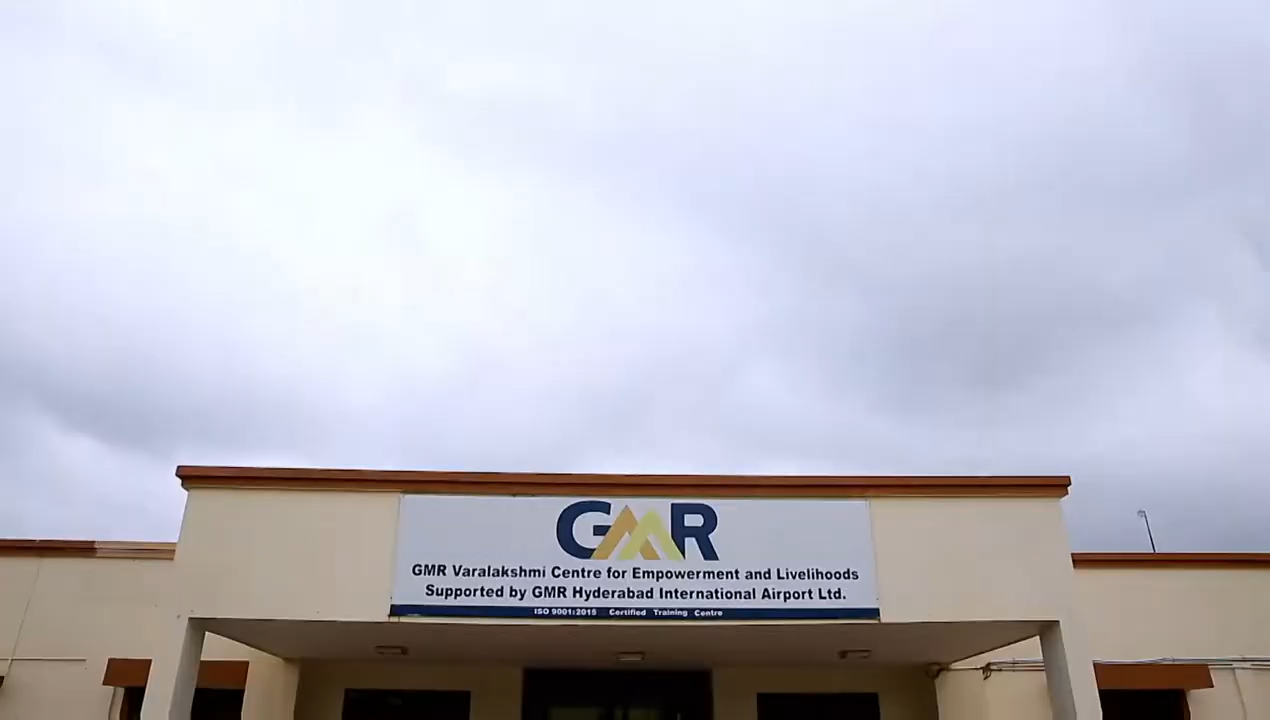 GMR
GMR Varalakshmi Centre for Empowerment and Livelihoods
Supported by GMR Hyderabad International Airport Ltd.
ISO 9001:2015 Certified Training Centre